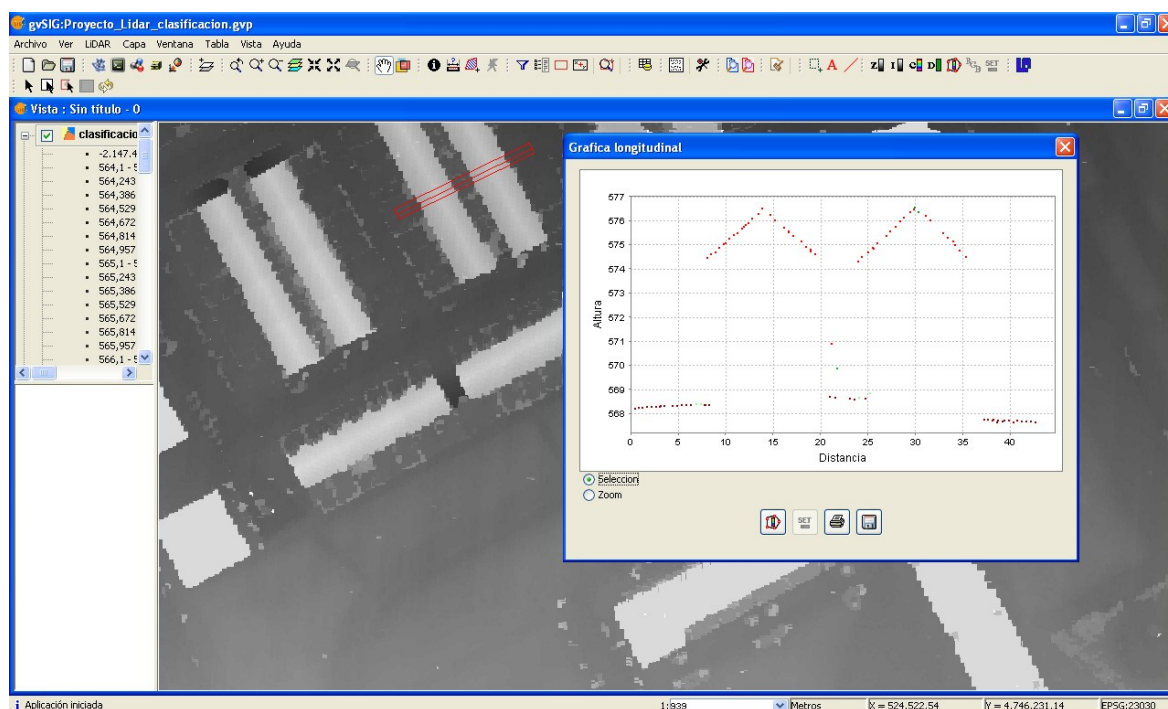 gvSIG:Proyecto_Lidar_clasificacion.gvp
Archivo Ver LiDAR Capa Ventana Tabla Vista Ayuda
Vista : Sin título - 0
clasificacio
-2.147.4
564,1 - 5
564,243
564,386
564,529
564,672
564,814
564,957
565,1 - 5
565,243
565,386
565,529
565,672
565,814
565,957
566,1 - 5
Grafica longitudinal
577
576
575
574
573
572
571
570
569
568
Altura
0 5 10 15 20 25 30 35 40
Distancia
Seleccion
Zoom
SET
Aplicación iniciada
1:939
Metros
X = 524.522,54
Y = 4.746.231,14
EPSG:23030